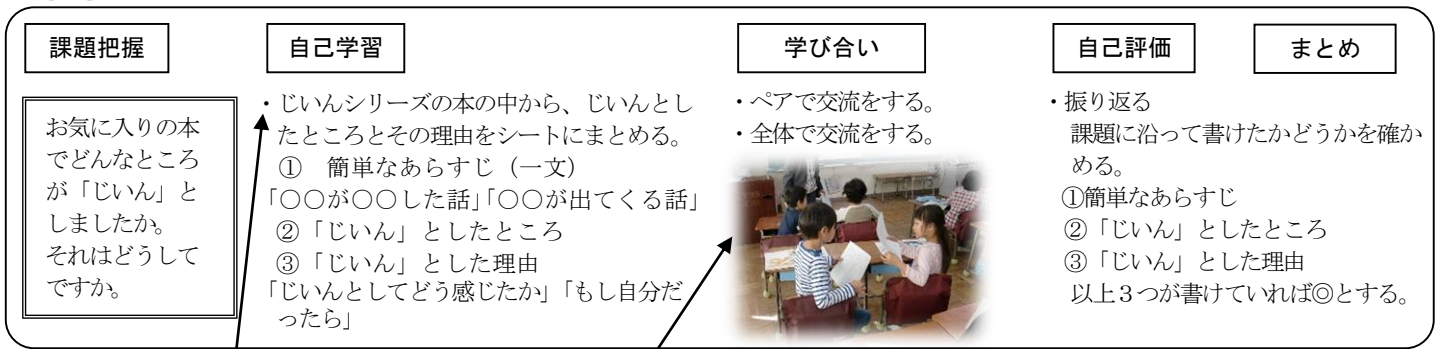 課題把握
お気に入りの本
でどんなところ
が「じいん」と
しましたか。
それはどうして
ですか。
自己学習
・じいんシリーズの本の中から、じいんとし
たところとその理由をシートにまとめる。
① 簡単なあらすじ（一文）
「○○が○○した話」「○○が出てくる話」
②「じいん」としたところ
③「じいん」とした理由
「じいんとしてどう感じたか」「もし自分だ
ったら」
学び合い
・ペアで交流をする。
・全体で交流をする。
自己評価
まとめ
・振り返る
課題に沿って書けたかどうかを確か
める。
①簡単なあらすじ
②「じいん」としたところ
③「じいん」とした理由
以上３つが書けていれば◎とする。